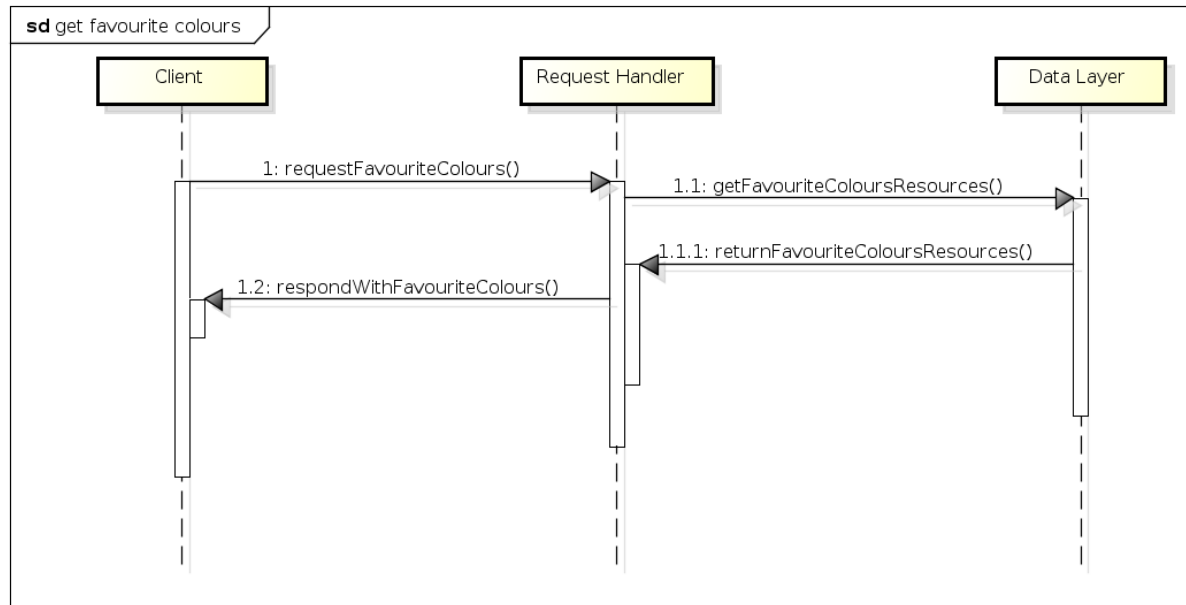 sd get favourite colours
Client
Request Handler
Data Layer
1: requestFavouriteColours()
1.1: getFavouriteColoursResources()
1.1.1: returnFavouriteColoursResources()
1.2: respondWithFavouriteColours()